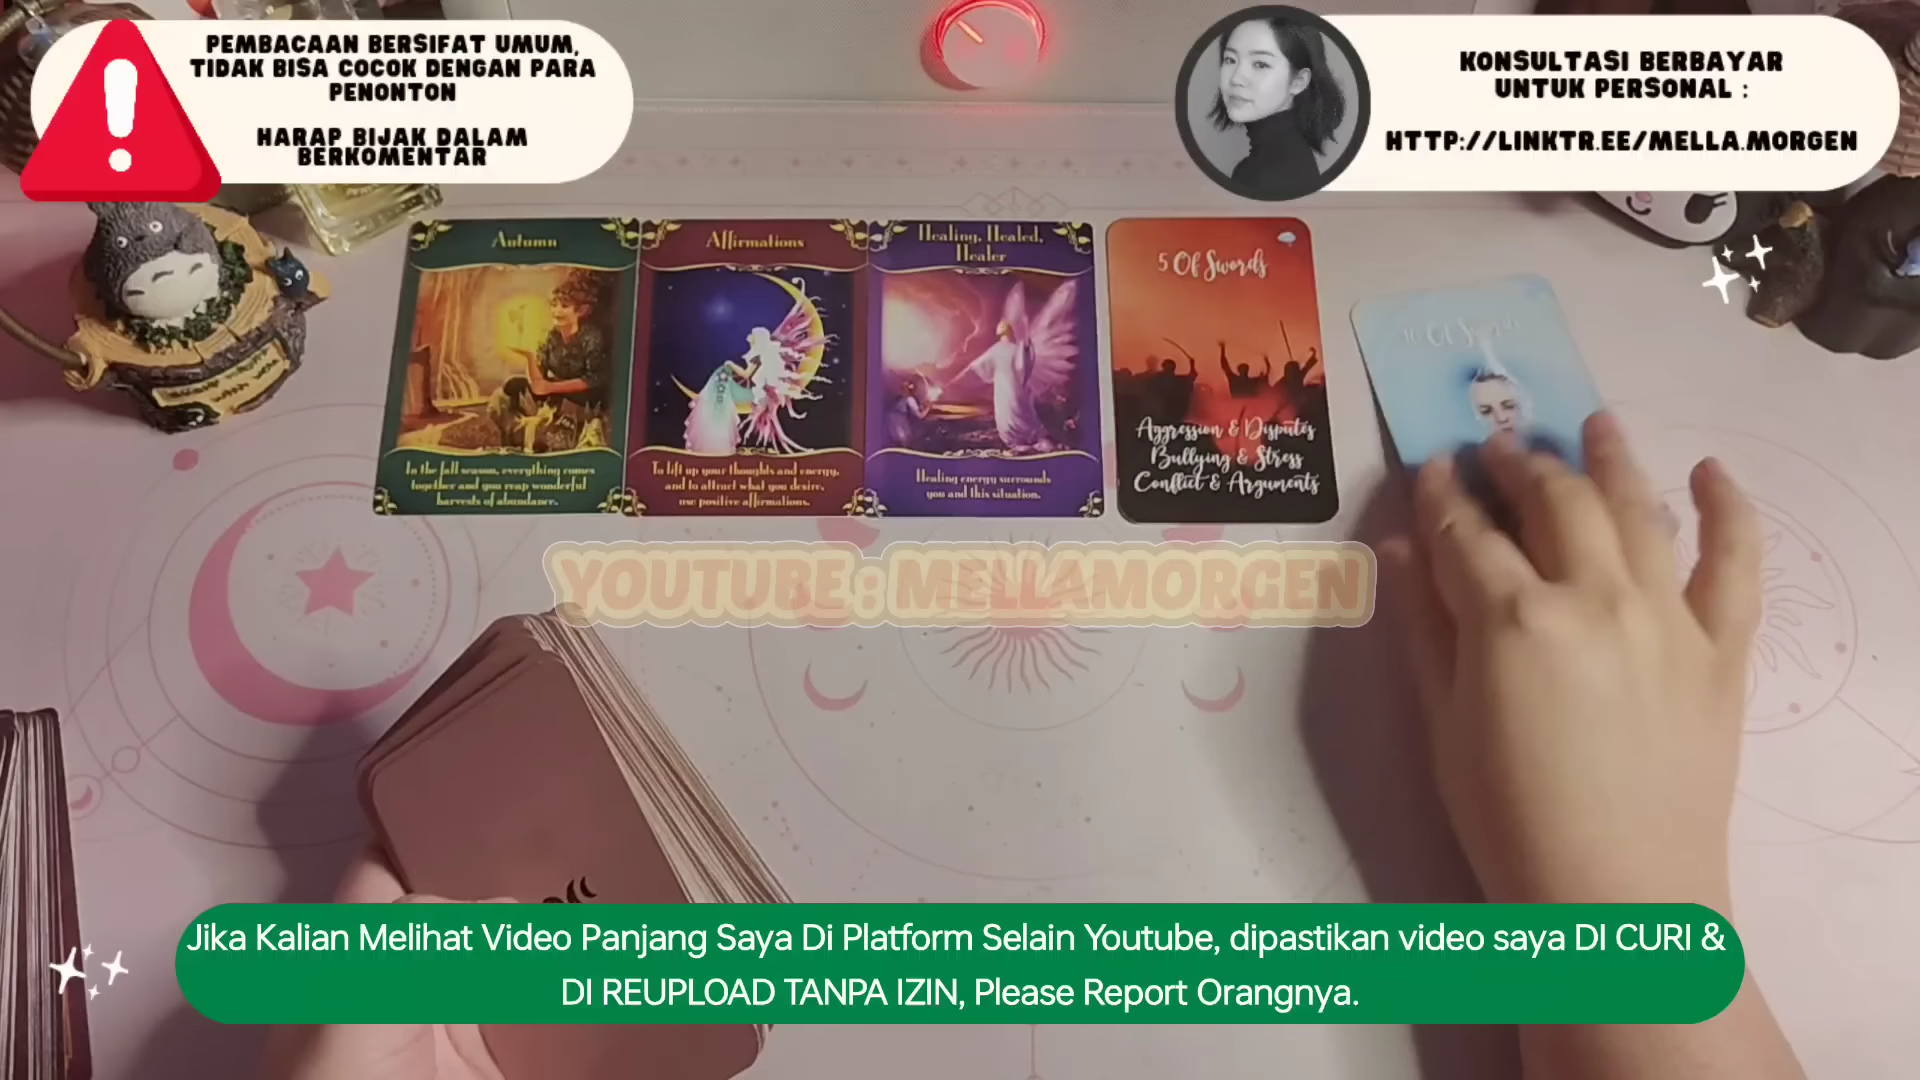 PEMBACAAN BERSIFAT UMUM,
TIDAK BISA COCOK DENGAN PARA
PENONTON
HARAP BIJAK DALAM
BERKOMENTAR
KONSULTASI BERBAYAR
UNTUK PERSONAL :
HTTP://LINKTR.EE/MELLA.MORGEN
Autumn
In the fall season, everything comes
together and you reap wonderful
harvests of abundance.
Affirmations
To lift up your thoughts and energy,
and to attract what you desire,
use positive affirmations.
Healing, Healed,
Healer
Healing energy surrounds
you and this situation.
5 Of Swords
Aggression & Disputes
Bullying & Stress
Conflict & Arguments
10 Of Swords
YOUTUBE : MELLAMORGEN
Jika Kalian Melihat Video Panjang Saya Di Platform Selain Youtube, dipastikan video saya DI CURI &
DI REUPLOAD TANPA IZIN, Please Report Orangnya.